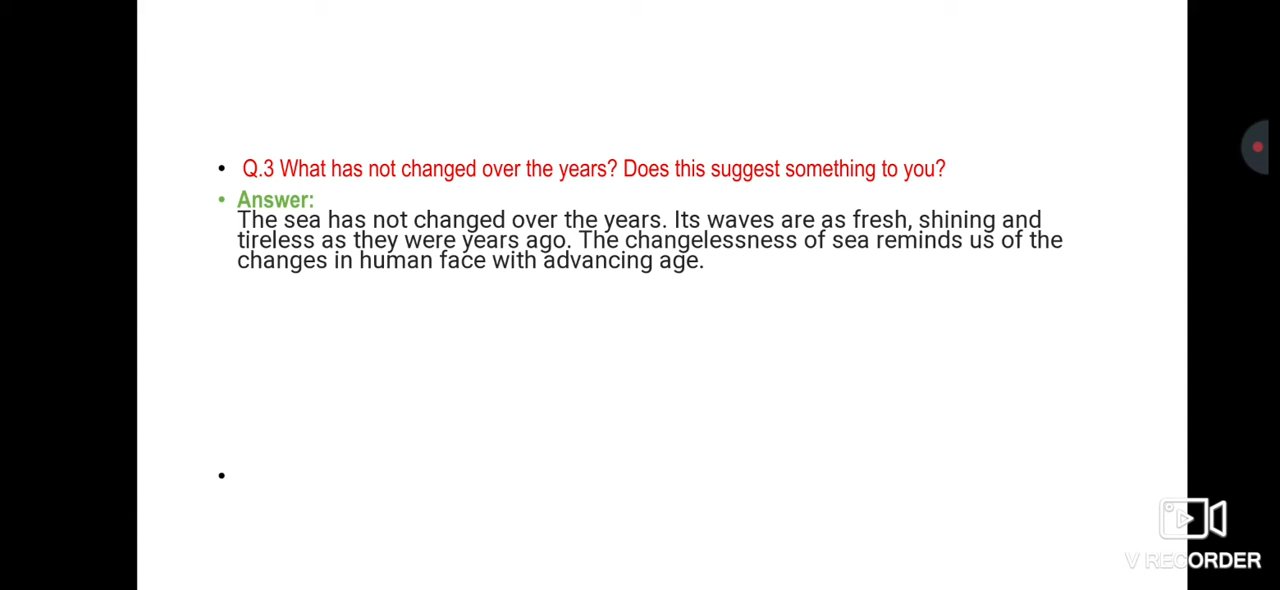 • Q.3 What has not changed over the years? Does this suggest something to you?
• Answer:
The sea has not changed over the years. Its waves are as fresh, shining and
tireless as they were years ago. The changelessness of sea reminds us of the
changes in human face with advancing age.
•
V RECORDER